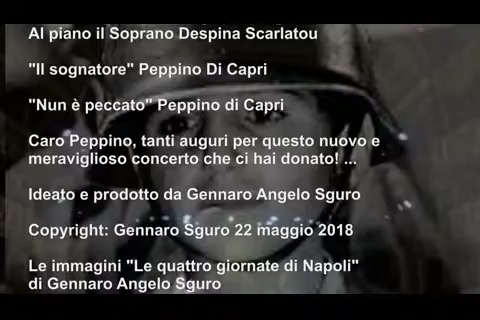 Al piano il Soprano Despina Scarlatou
"Il sognatore" Peppino Di Capri
"Nun è peccato" Peppino di Capri
Caro Peppino, tanti auguri per questo nuovo e
meraviglioso concerto che ci hai donato! ...
Ideato e prodotto da Gennaro Angelo Sguro
Copyright: Gennaro Sguro 22 maggio 2018
Le immagini "Le quattro giornate di Napoli"
di Gennaro Angelo Sguro